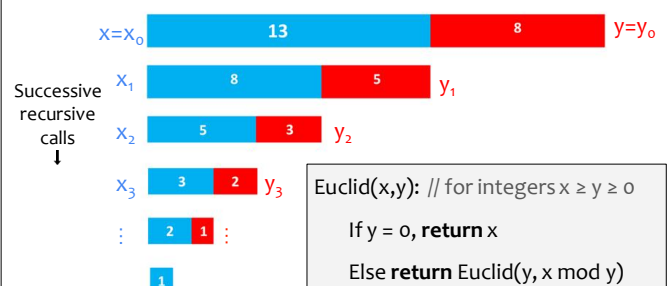 x=x₀ 13 8 y=y₀
x₁ 8 5 y₁
Successive
recursive
calls
↓
x₂ 5 3 y₂
x₃ 3 2 y₃
⋮ 2 1 ⋮
1
Euclid(x,y): // for integers x ≥ y ≥ 0
If y = 0, return x
Else return Euclid(y, x mod y)